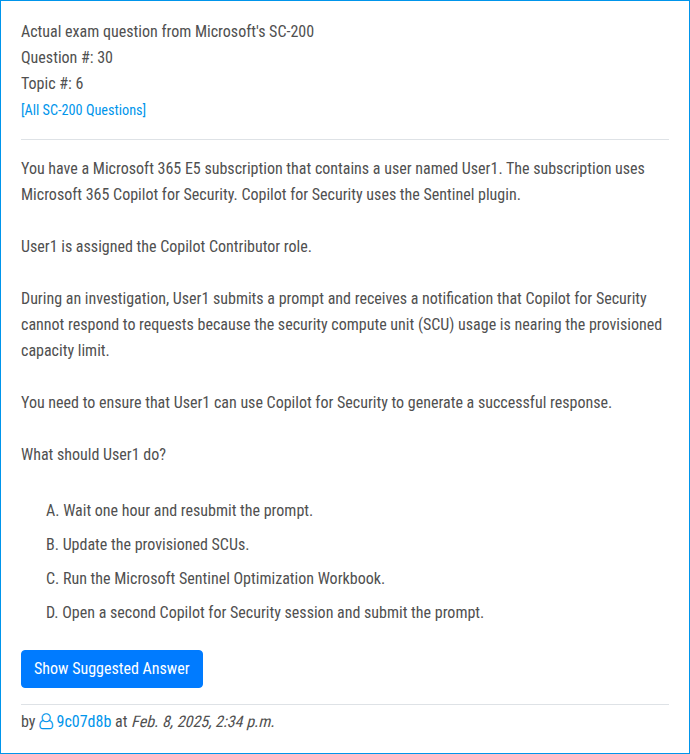 Actual exam question from Microsoft's SC-200
Question #: 30
Topic #: 6
[All SC-200 Questions]
You have a Microsoft 365 E5 subscription that contains a user named User1. The subscription uses
Microsoft 365 Copilot for Security. Copilot for Security uses the Sentinel plugin.
User1 is assigned the Copilot Contributor role.
During an investigation, User1 submits a prompt and receives a notification that Copilot for Security
cannot respond to requests because the security compute unit (SCU) usage is nearing the provisioned
capacity limit.
You need to ensure that User1 can use Copilot for Security to generate a successful response.
What should User1 do?
A. Wait one hour and resubmit the prompt.
B. Update the provisioned SCUs.
C. Run the Microsoft Sentinel Optimization Workbook.
D. Open a second Copilot for Security session and submit the prompt.
Show Suggested Answer
by 9c07d8b at Feb. 8, 2025, 2:34 p.m.